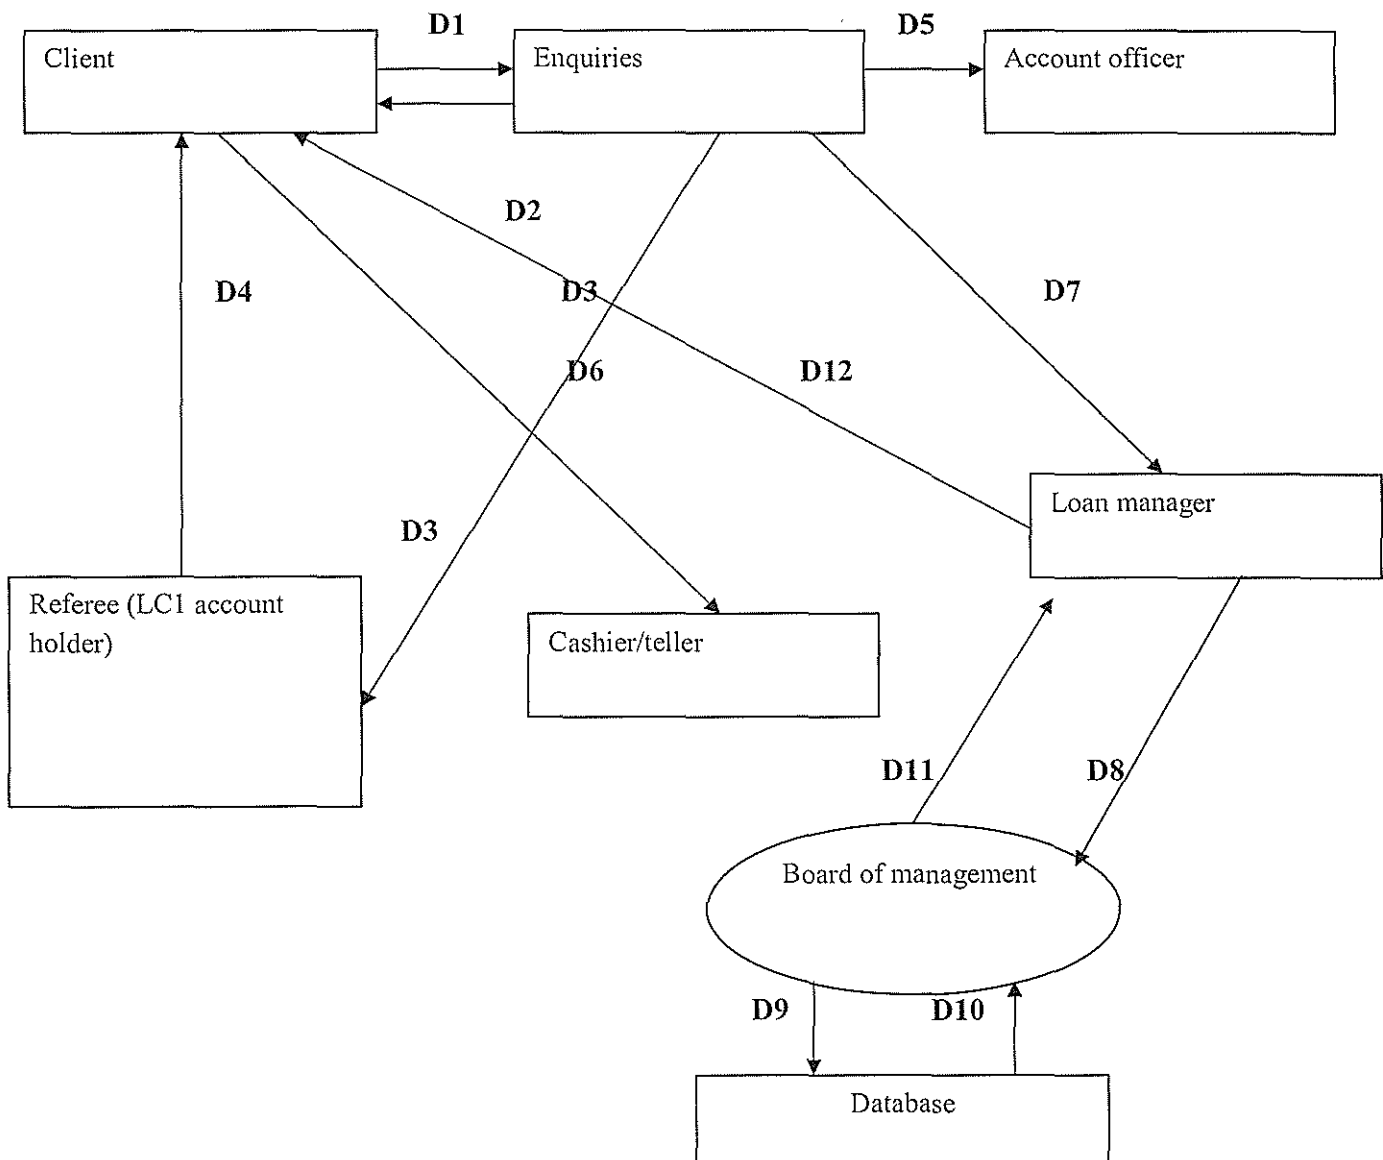 D1
D5
Client
Enquiries
Account officer
D2
D4
D3
D7
D6
D12
Loan manager
D3
Referee (LC1 account
holder)
Cashier/teller
D11
D8
Board of management
D9
D10
Database